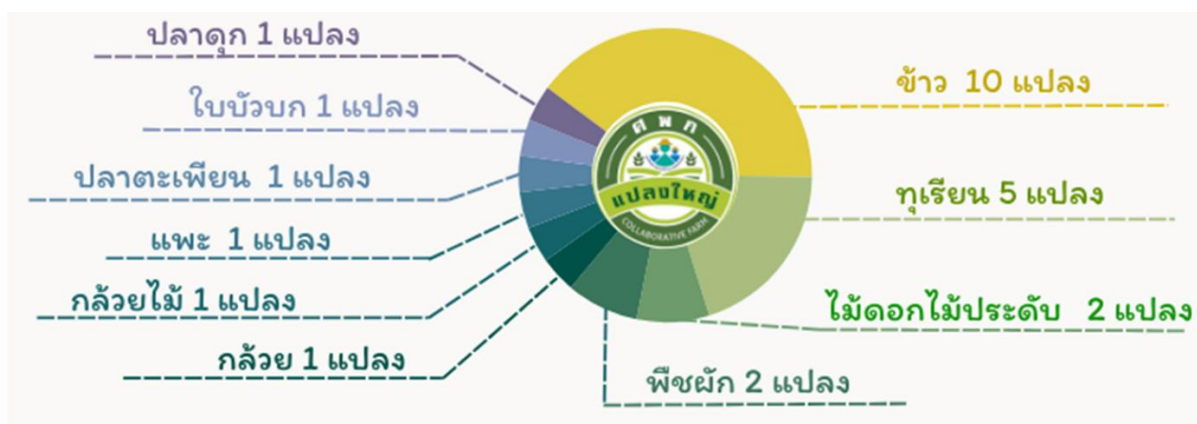 ปลาดุก 1 แปลง
ใบบัวบก 1 แปลง
ปลาตะเพียน 1 แปลง
แพะ 1 แปลง
กล้วยไม้ 1 แปลง
กล้วย 1 แปลง
ข้าว 10 แปลง
ทุเรียน 5 แปลง
ไม้ดอกไม้ประดับ 2 แปลง
พืชผัก 2 แปลง
ศพก
แปลงใหญ่
COLLABORATIVE FARM